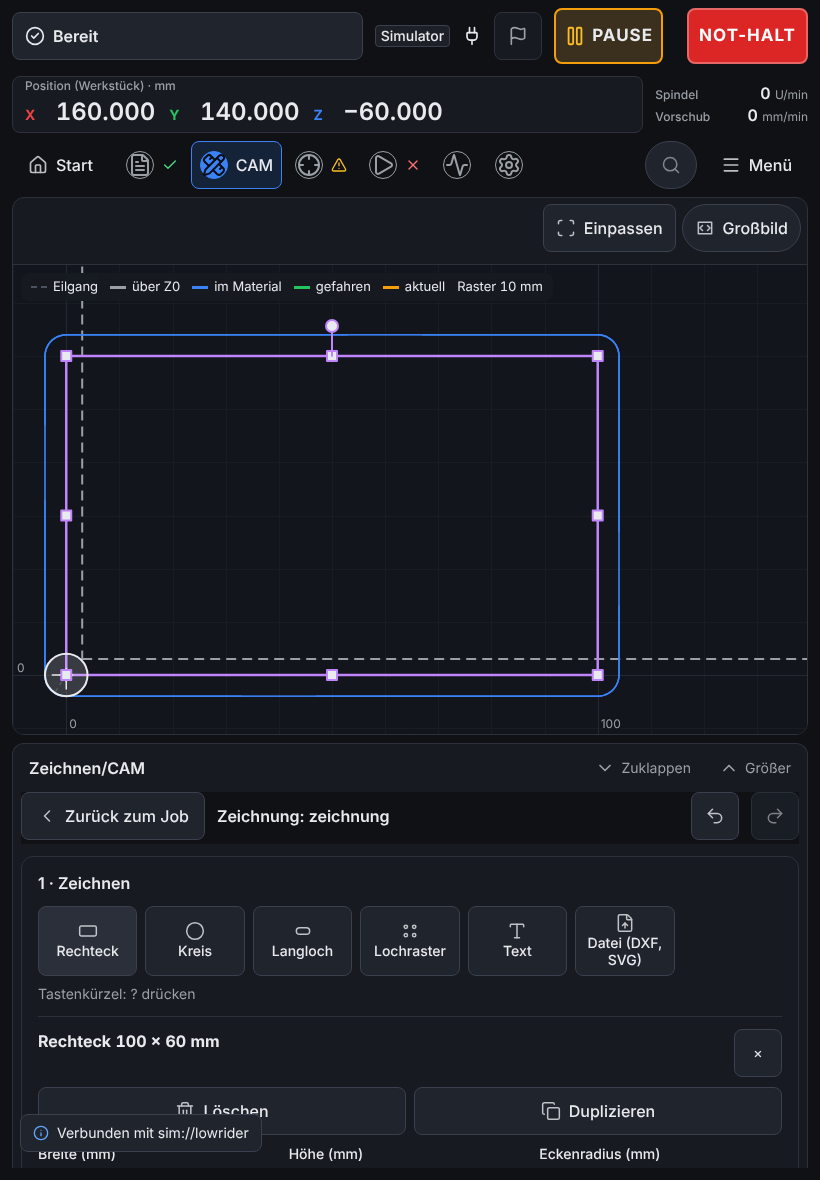 Bereit
Simulator
PAUSE
NOT-HALT
Position (Werkstück) · mm
X 160.000 Y 140.000 Z −60.000
Spindel 0 U/min
Vorschub 0 mm/min
Start
CAM
Menü
Einpassen
Großbild
Eilgang über Z0 im Material gefahren aktuell Raster 10 mm
0
0
100
Zeichnen/CAM
Zuklappen
Größer
Zurück zum Job
Zeichnung: zeichnung
1 · Zeichnen
Rechteck
Kreis
Langloch
Lochraster
Text
Datei (DXF,
SVG)
Tastenkürzel: ? drücken
Rechteck 100 × 60 mm
×
Löschen
Duplizieren
Verbunden mit sim://lowrider
Breite (mm)
Höhe (mm)
Eckenradius (mm)